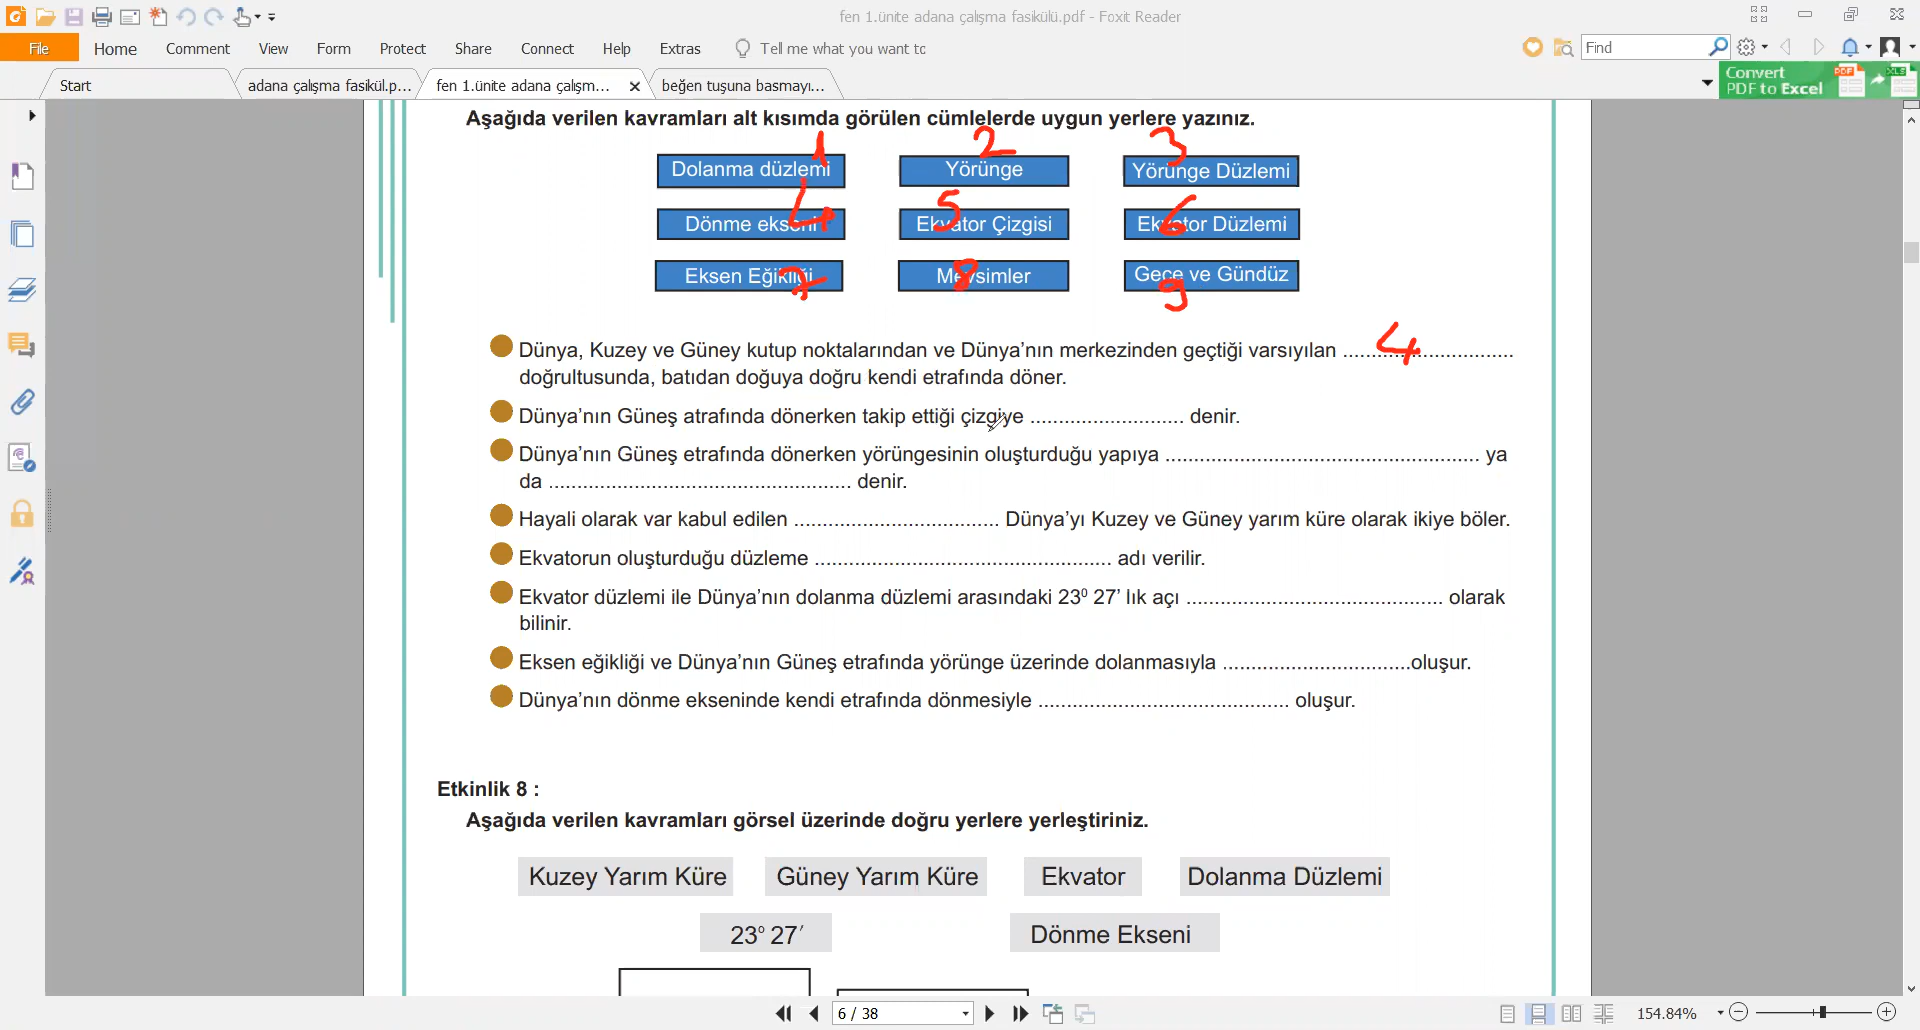 fen 1.ünite adana çalışma fasikülü.pdf - Foxit Reader
File Home Comment View Form Protect Share Connect Help Extras Tell me what you want to Find
Start adana çalışma fasikül.p... fen 1.ünite adana çalışm... beğen tuşuna basmayı... Convert
PDF to Excel
Aşağıda verilen kavramları alt kısımda görülen cümlelerde uygun yerlere yazınız.
1 2 3
Dolanma düzlemi Yörünge Yörünge Düzlemi
4 5 6
Dönme ekseni Ekvator Çizgisi Ekvator Düzlemi
Eksen Eğikliği Mevsimler Gece ve Gündüz
7 8 9
Dünya, Kuzey ve Güney kutup noktalarından ve Dünya'nın merkezinden geçtiği varsıyılan ......4......
doğrultusunda, batıdan doğuya doğru kendi etrafında döner.
Dünya'nın Güneş atrafında dönerken takip ettiği çizgiye ........................... denir.
Dünya'nın Güneş etrafında dönerken yörüngesinin oluşturduğu yapıya ....................................................... ya
da ..................................................... denir.
Hayali olarak var kabul edilen .................................... Dünya'yı Kuzey ve Güney yarım küre olarak ikiye böler.
Ekvatorun oluşturduğu düzleme .................................................... adı verilir.
Ekvator düzlemi ile Dünya'nın dolanma düzlemi arasındaki 23⁰ 27' lık açı ............................................. olarak
bilinir.
Eksen eğikliği ve Dünya'nın Güneş etrafında yörünge üzerinde dolanmasıyla .................................oluşur.
Dünya'nın dönme ekseninde kendi etrafında dönmesiyle ............................................ oluşur.
Etkinlik 8 :
Aşağıda verilen kavramları görsel üzerinde doğru yerlere yerleştiriniz.
Kuzey Yarım Küre Güney Yarım Küre Ekvator Dolanma Düzlemi
23° 27′ Dönme Ekseni
6 / 38 154.84%